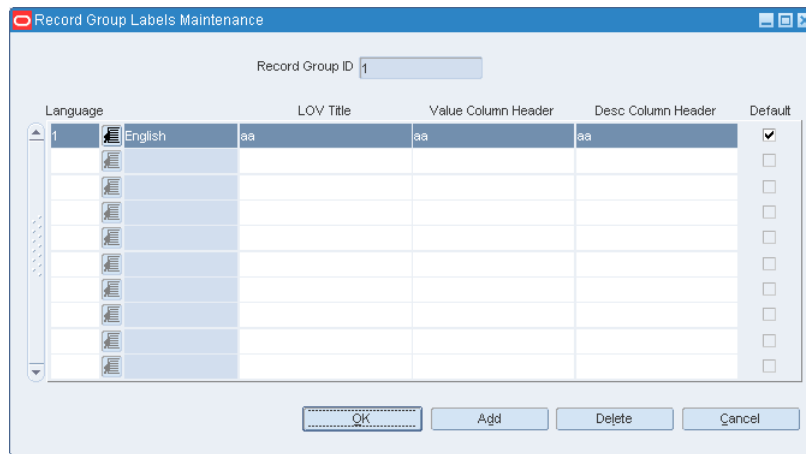 Record Group Labels Maintenance
Record Group ID 1
Language LOV Title Value Column Header Desc Column Header Default
1 English aa aa aa
OK Add Delete Cancel